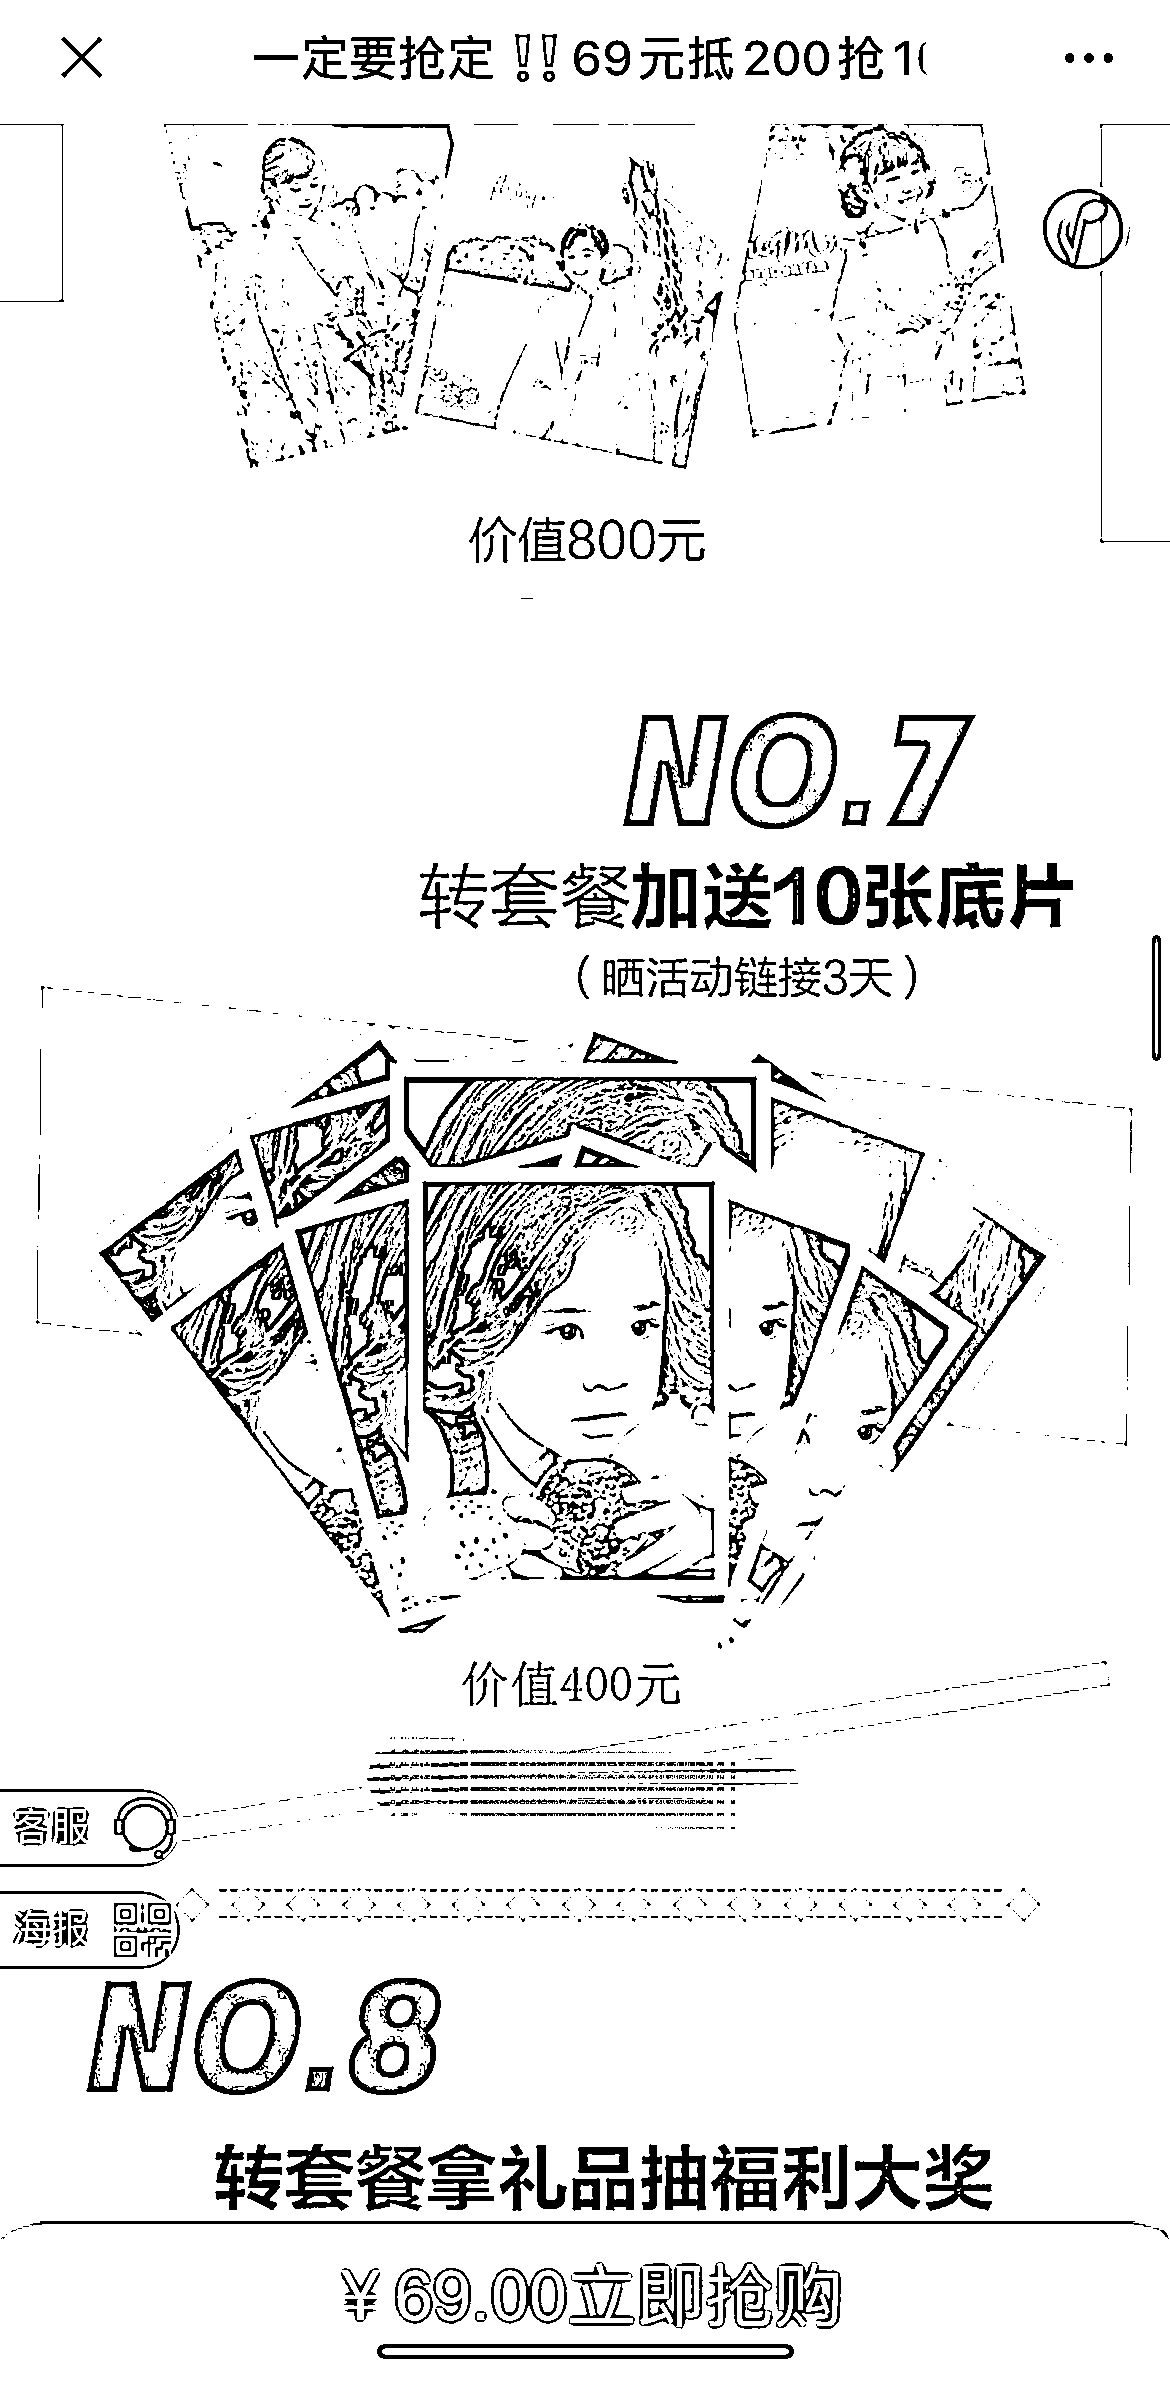 一定要抢定‼️69元抵200抢1
价值800元
NO.7
转套餐加送10张底片
（晒活动链接3天）
价值400元
客服
海报
NO.8
转套餐拿礼品抽福利大奖
¥69.00立即抢购